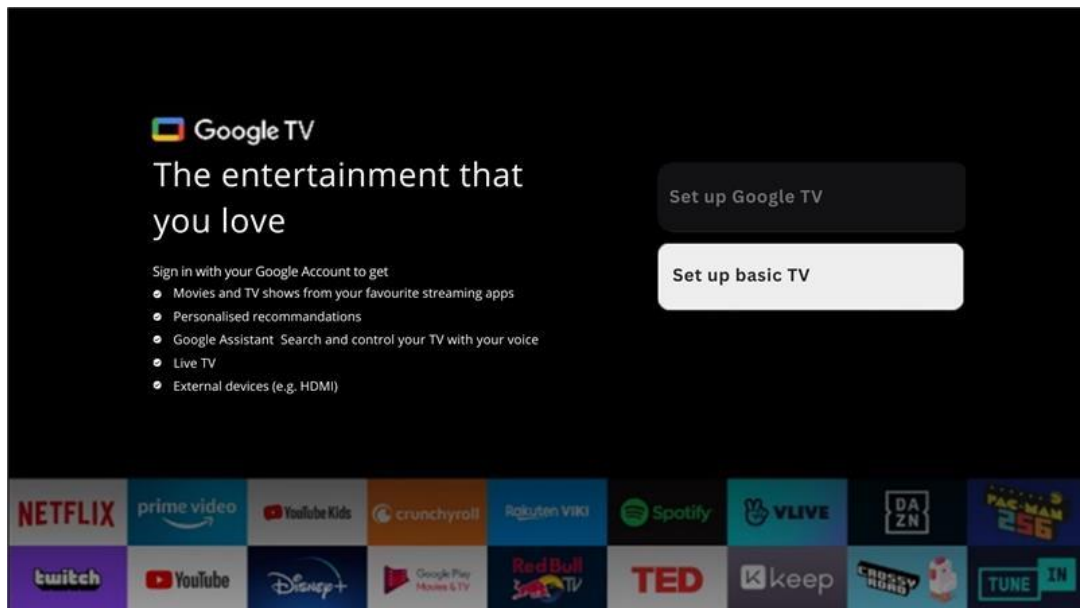 Google TV
The entertainment that
you love
Sign in with your Google Account to get
Movies and TV shows from your favourite streaming apps
Personalised recommandations
Google Assistant Search and control your TV with your voice
Live TV
External devices (e.g. HDMI)
Set up Google TV
Set up basic TV
NETFLIX
prime video
YouTube Kids
crunchyroll
Rakuten VIKI
Spotify
VLIVE
DA
ZN
PAC-MAN
256
twitch
YouTube
Disney+
Google Play
Movies & TV
Red Bull
TV
TED
keep
CROSSY
ROAD
TUNE IN